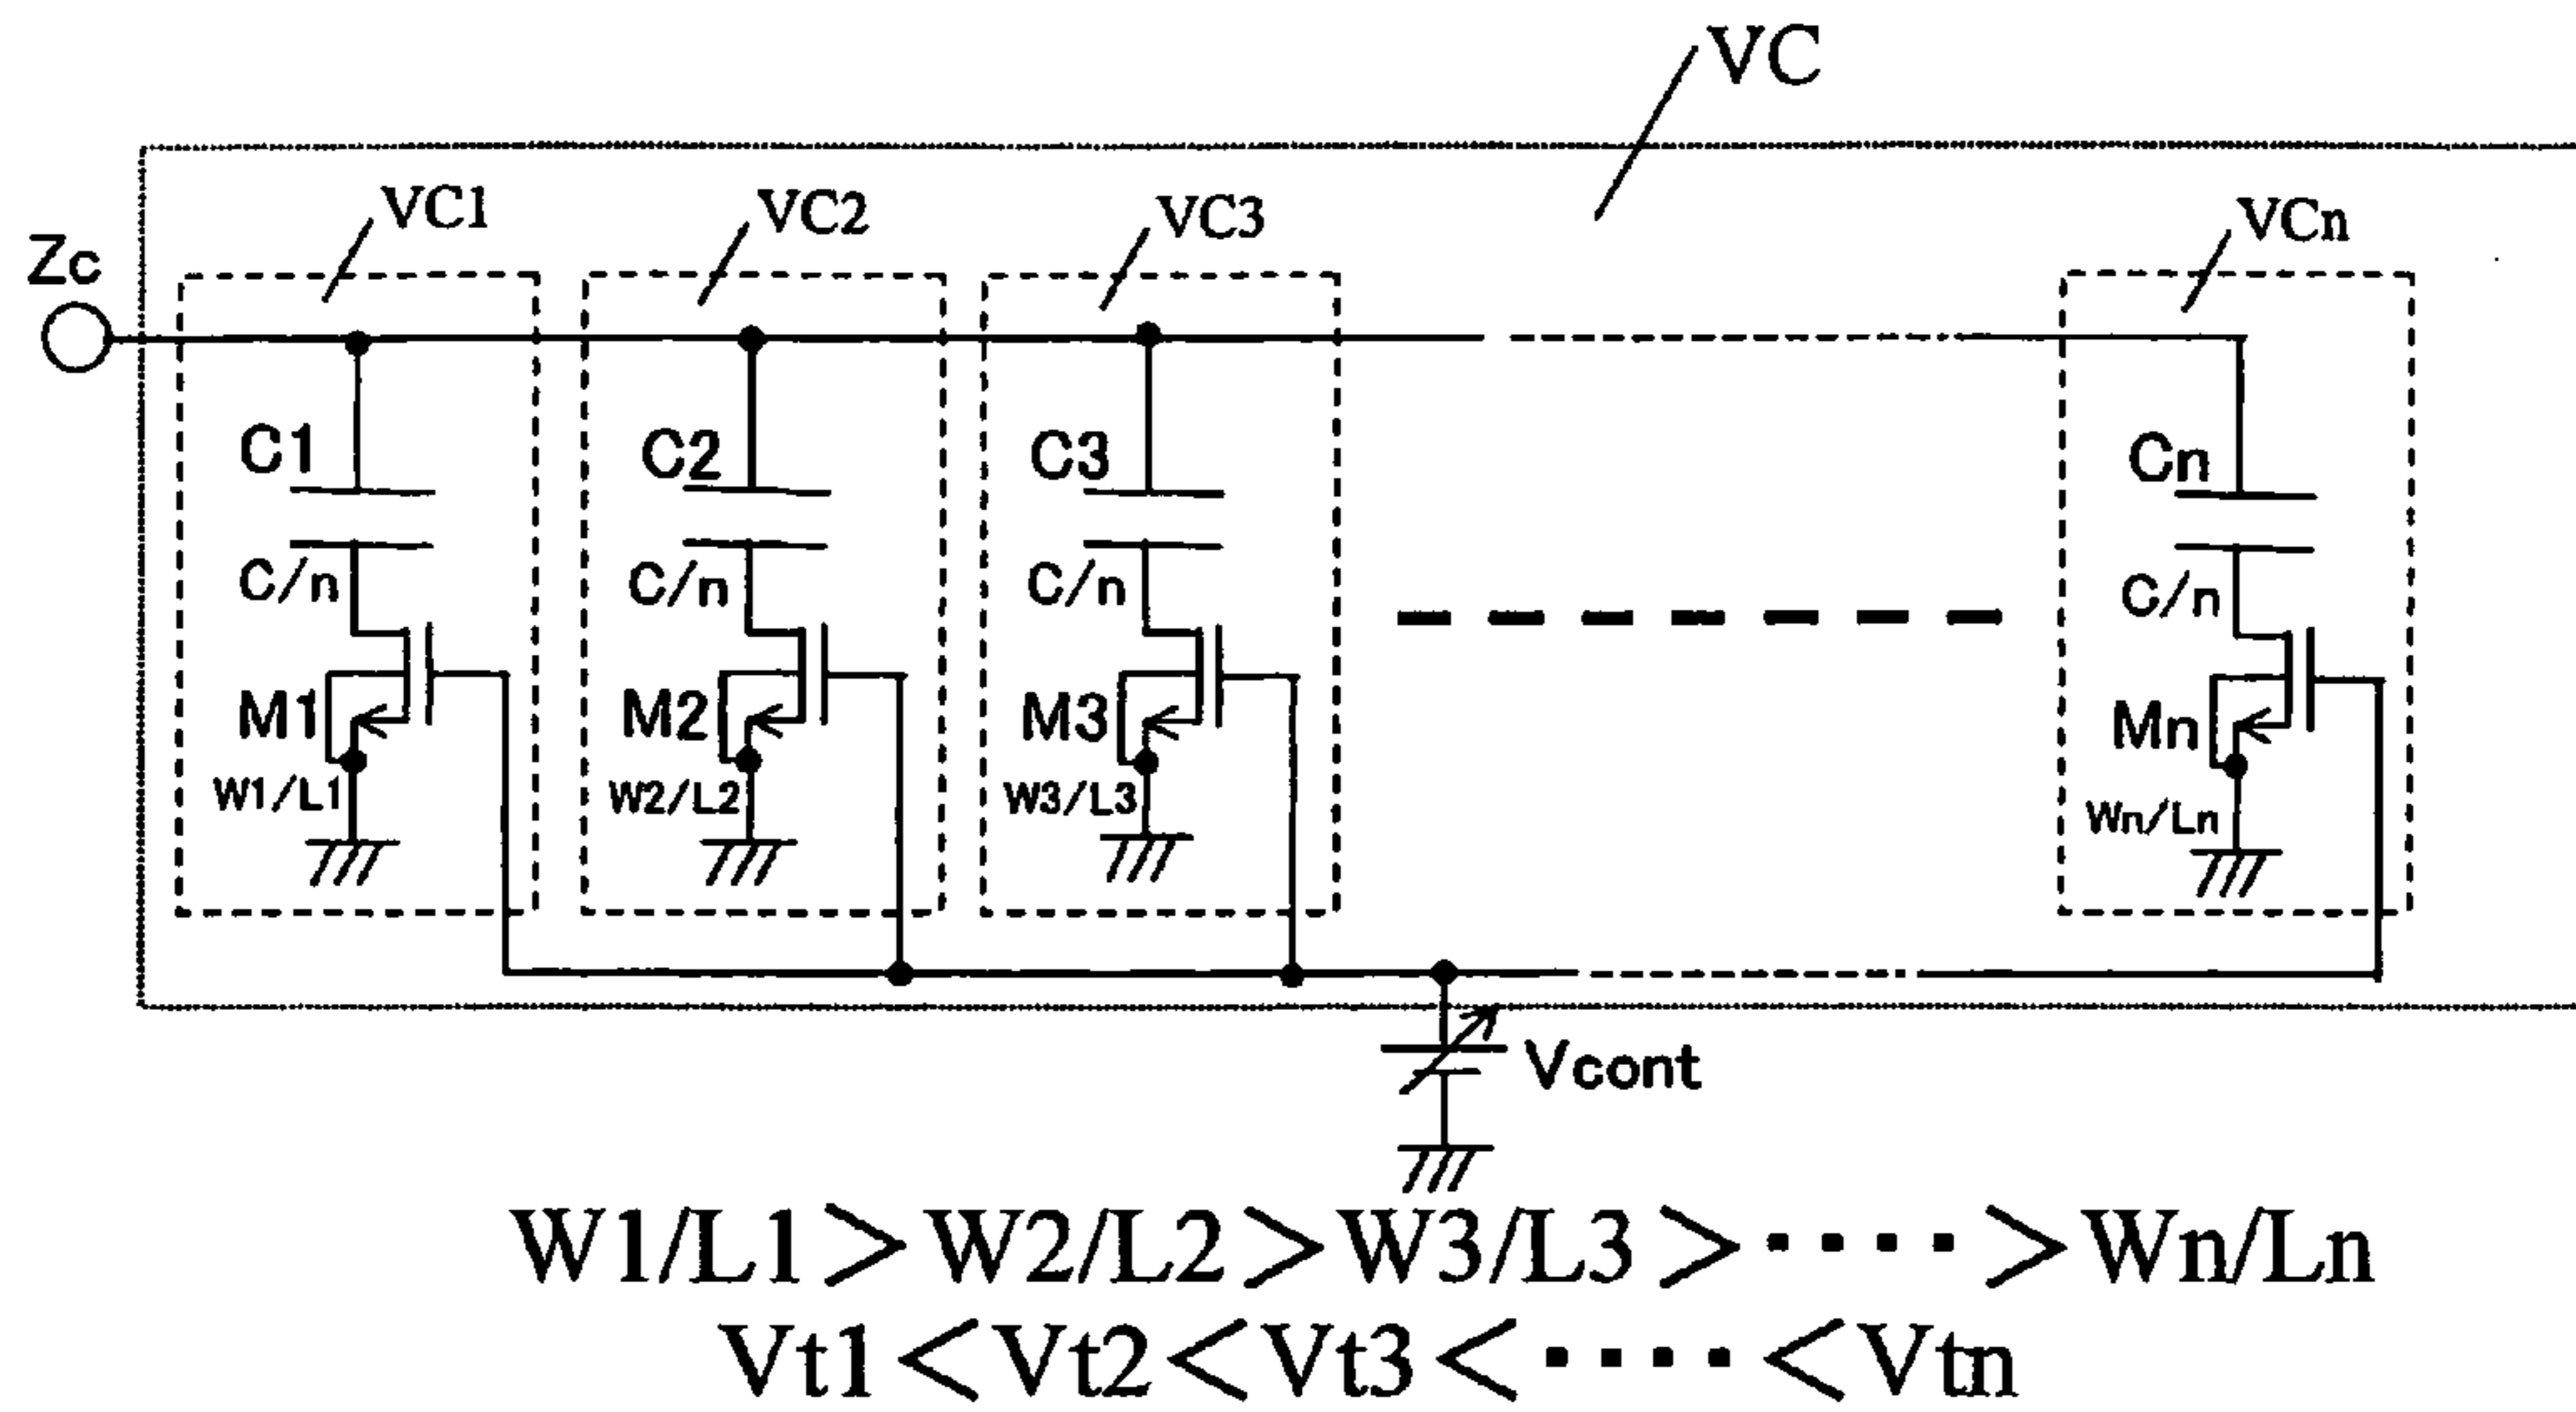 VC
VC1 VC2 VC3 VCn
Zc
C1 C2 C3 Cn
C/n C/n C/n C/n
M1 M2 M3 Mn
W1/L1 W2/L2 W3/L3 Wn/Ln
Vcont
W1/L1>W2/L2>W3/L3>····>Wn/Ln
Vt1<Vt2<Vt3<····<Vtn